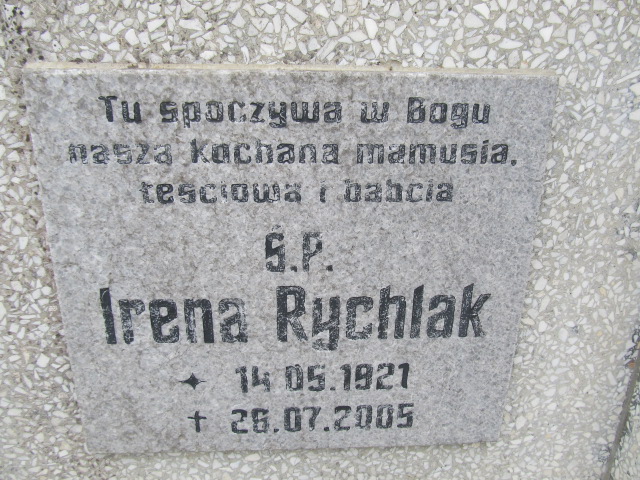 Tu spoczywa w Bogu
nasza kochana mamusia,
teściowa i babcia
Ś.P.
Irena Rychlak
✦ 14.05.1921
† 28.07.2005